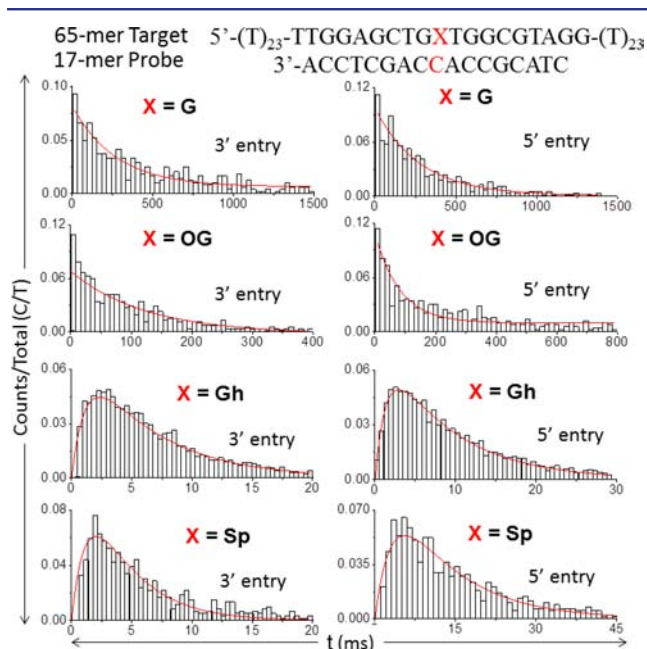 65-mer Target 5'-(T)23-TTGGAGCTGXTGGCGTAGG-(T)23
17-mer Probe 3'-ACCTCGACCACCGCATC
Counts/Total (C/T)
0.10
0.05
0.00
X = G
3' entry
500 1000 1500
0.12
0.06
0.00
X = G
5' entry
0 500 1000 1500
0.12
0.06
0.00
X = OG
3' entry
0 100 200 300 400
0.12
0.06
0.00
X = OG
5' entry
0 200 400 600 800
0.06
0.03
0.00
X = Gh
3' entry
0 5 10 15 20
0.06
0.03
0.00
X = Gh
5' entry
0 10 20 30
0.08
0.04
0.00
X = Sp
3' entry
0 5 10 15 20
0.070
0.035
0.000
X = Sp
5' entry
15 30 45
t (ms)